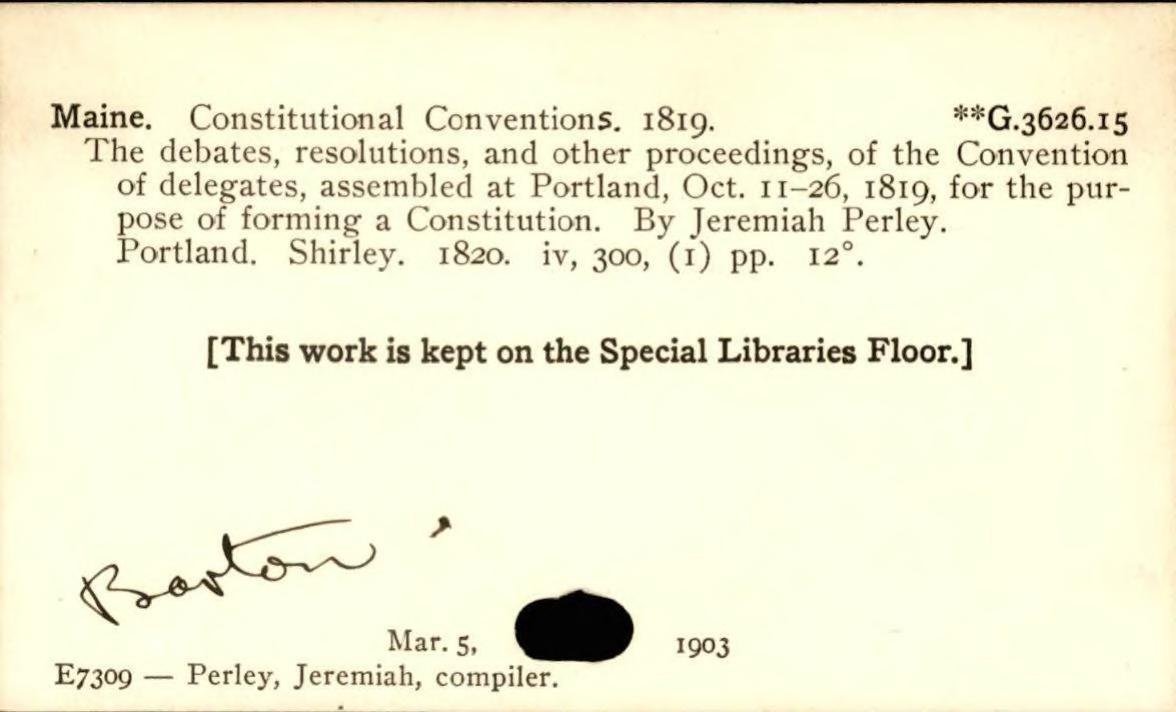 Maine. Constitutional Conventions. 1819. **G.3626.15
The debates, resolutions, and other proceedings, of the Convention
of delegates, assembled at Portland, Oct. 11–26, 1819, for the pur-
pose of forming a Constitution. By Jeremiah Perley.
Portland. Shirley. 1820. iv, 300, (1) pp. 12°.
[This work is kept on the Special Libraries Floor.]
Barton
Mar. 5, 1903
E7309 — Perley, Jeremiah, compiler.